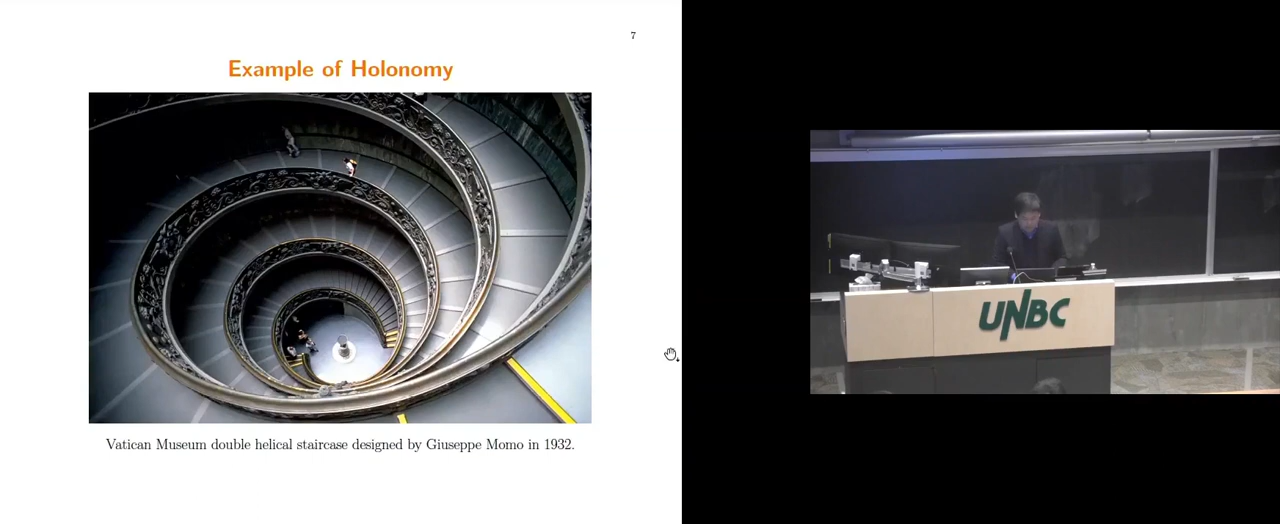 7
Example of Holonomy
Vatican Museum double helical staircase designed by Giuseppe Momo in 1932.
UNBC